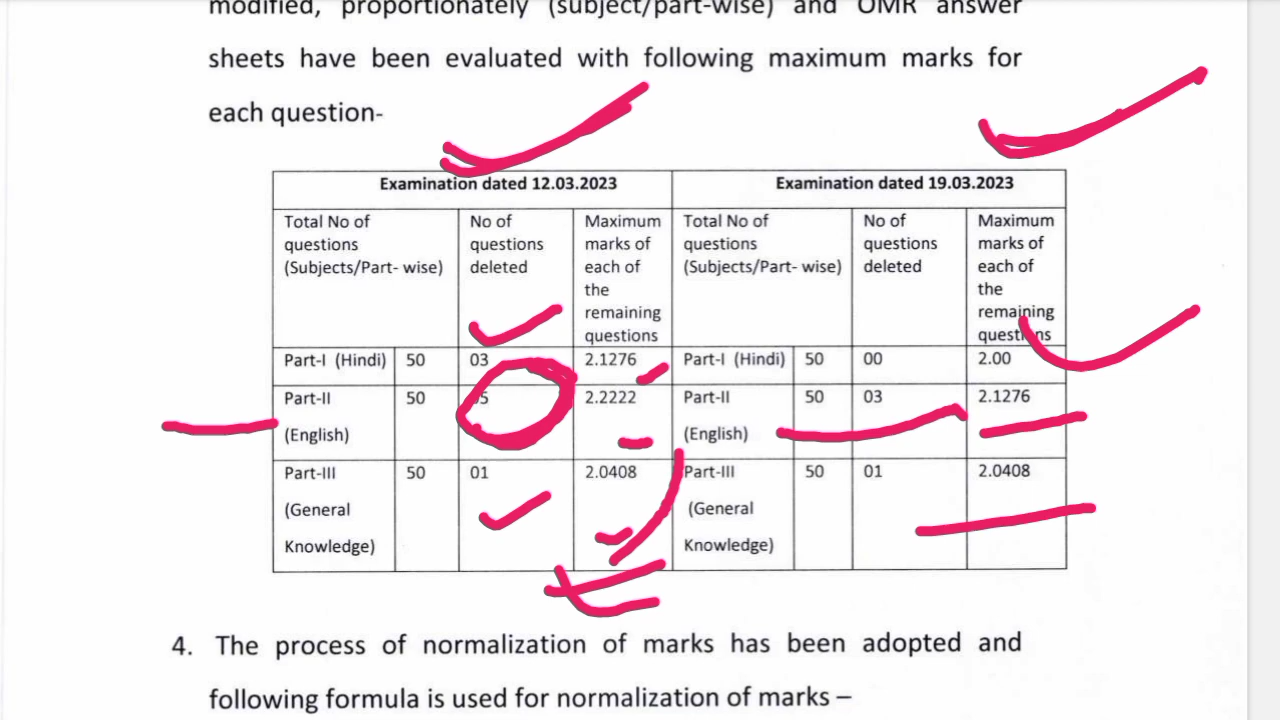 modified, proportionately (subject/part-wise) and OMR answer
sheets have been evaluated with following maximum marks for
each question-
Examination dated 12.03.2023 Examination dated 19.03.2023
Total No of questions (Subjects/Part- wise) No of questions deleted Maximum marks of each of the remaining questions Total No of questions (Subjects/Part- wise) No of questions deleted Maximum marks of each of the remaining questions
Part-I (Hindi) 50 03 2.1276 Part-I (Hindi) 50 00 2.00
Part-II (English) 50 05 2.2222 Part-II (English) 50 03 2.1276
Part-III (General Knowledge) 50 01 2.0408 Part-III (General Knowledge) 50 01 2.0408
4. The process of normalization of marks has been adopted and
following formula is used for normalization of marks –